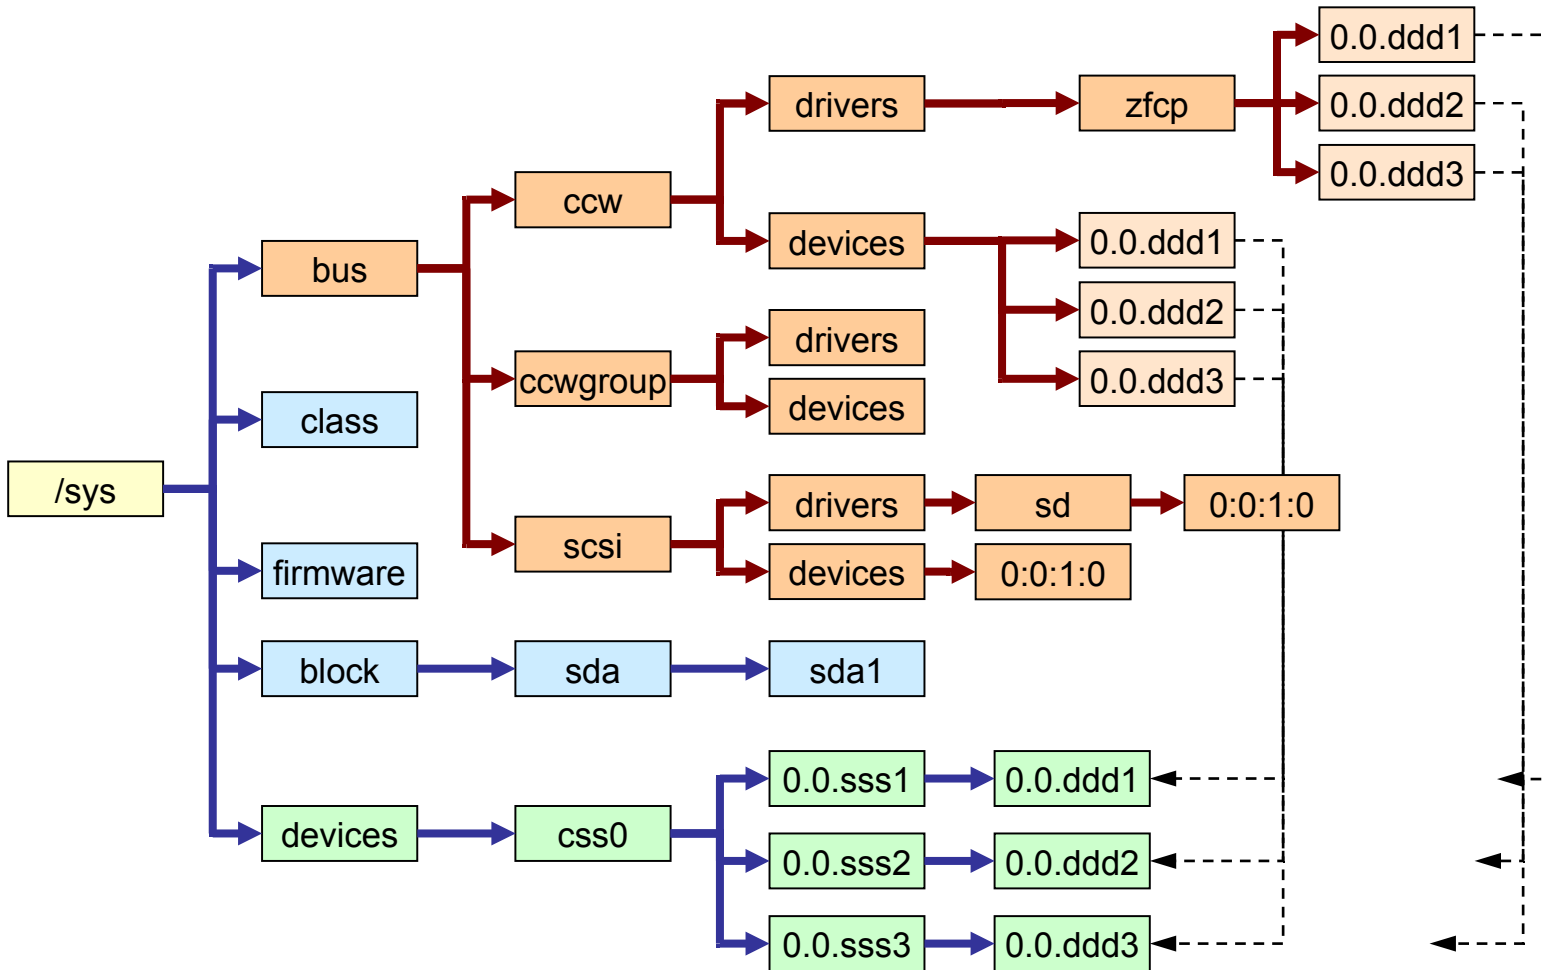 0.0.ddd1
drivers
zfcp
0.0.ddd2
0.0.ddd3
ccw
devices
0.0.ddd1
bus
0.0.ddd2
drivers
ccwgroup
0.0.ddd3
devices
class
/sys
drivers
sd
0:0:1:0
scsi
firmware
devices
0:0:1:0
block
sda
sda1
0.0.sss1
0.0.ddd1
devices
css0
0.0.sss2
0.0.ddd2
0.0.sss3
0.0.ddd3